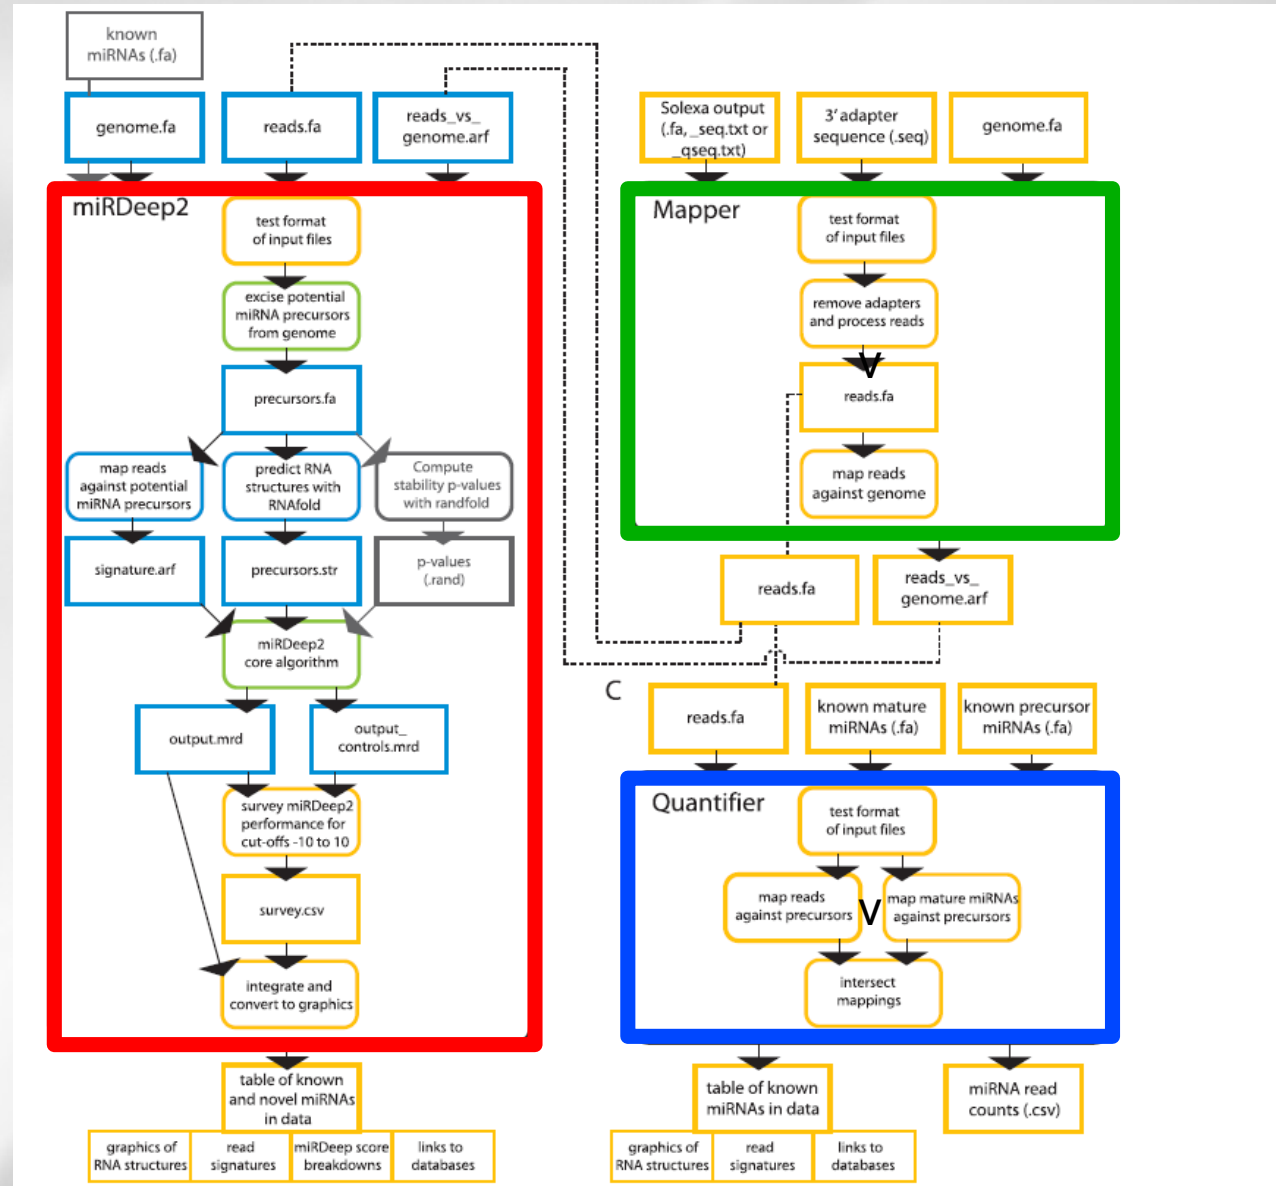 known
miRNAs (.fa)
genome.fa
reads.fa
reads_vs_
genome.arf
miRDeep2
test format
of input files
excise potential
miRNA precursors
from genome
precursors.fa
map reads
against potential
miRNA precursors
predict RNA
structures with
RNAfold
Compute
stability p-values
with randfold
signature.arf
precursors.str
p-values
(.rand)
miRDeep2
core algorithm
output.mrd
output_
controls.mrd
survey miRDeep2
performance for
cut-offs -10 to 10
survey.csv
integrate and
convert to graphics
table of known
and novel miRNAs
in data
graphics of
RNA structures
read
signatures
miRDeep score
breakdowns
links to
databases
Solexa output
(.fa, _seq.txt or
_qseq.txt)
3' adapter
sequence (.seq)
genome.fa
Mapper
test format
of input files
remove adapters
and process reads
V
reads.fa
map reads
against genome
reads.fa
reads_vs_
genome.arf
C
reads.fa
known mature
miRNAs (.fa)
known precursor
miRNAs (.fa)
Quantifier
test format
of input files
map reads
against precursors
V
map mature miRNAs
against precursors
intersect
mappings
table of known
miRNAs in data
miRNA read
counts (.csv)
graphics of
RNA structures
read
signatures
links to
databases